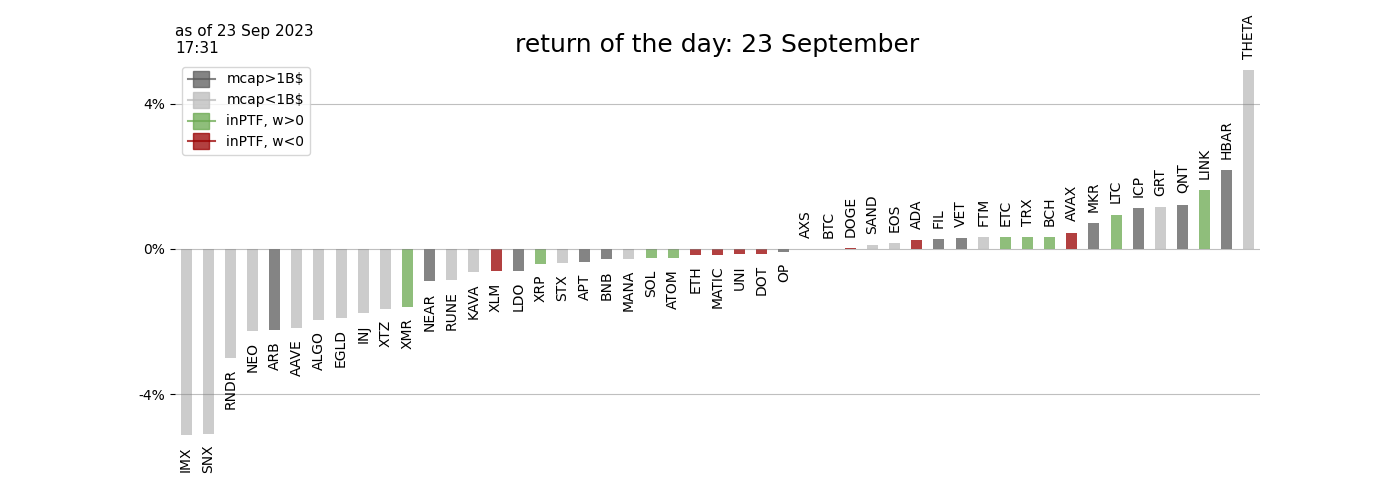 as of 23 Sep 2023
17:31
return of the day: 23 September
mcap>1B$
mcap<1B$
inPTF, w>0
inPTF, w<0
4%
0%
-4%
IMX
SNX
RNDR
NEO
ARB
AAVE
ALGO
EGLD
INJ
XTZ
XMR
NEAR
RUNE
KAVA
XLM
LDO
XRP
STX
APT
BNB
MANA
SOL
ATOM
ETH
MATIC
UNI
DOT
OP
AXS
BTC
DOGE
SAND
EOS
ADA
FIL
VET
FTM
ETC
TRX
BCH
AVAX
MKR
LTC
ICP
GRT
QNT
LINK
HBAR
THETA